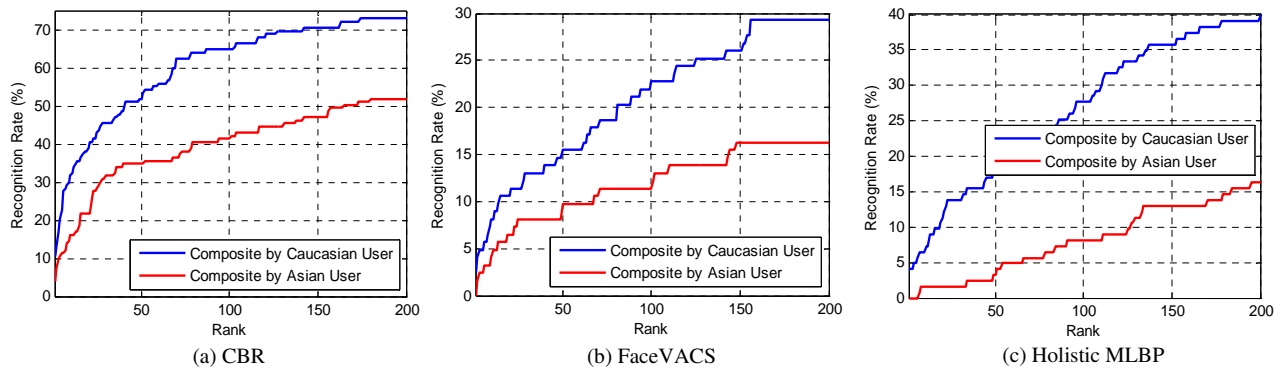 Recognition Rate (%)
70
60
50
40
30
20
10
0
50
100
150
200
Rank
Composite by Caucasian User
Composite by Asian User
(a) CBR
Recognition Rate (%)
30
25
20
15
10
5
0
50
100
150
200
Rank
Composite by Caucasian User
Composite by Asian User
(b) FaceVACS
Recognition Rate (%)
40
35
30
25
20
15
10
5
0
50
100
150
200
Rank
Composite by Caucasian User
Composite by Asian User
(c) Holistic MLBP